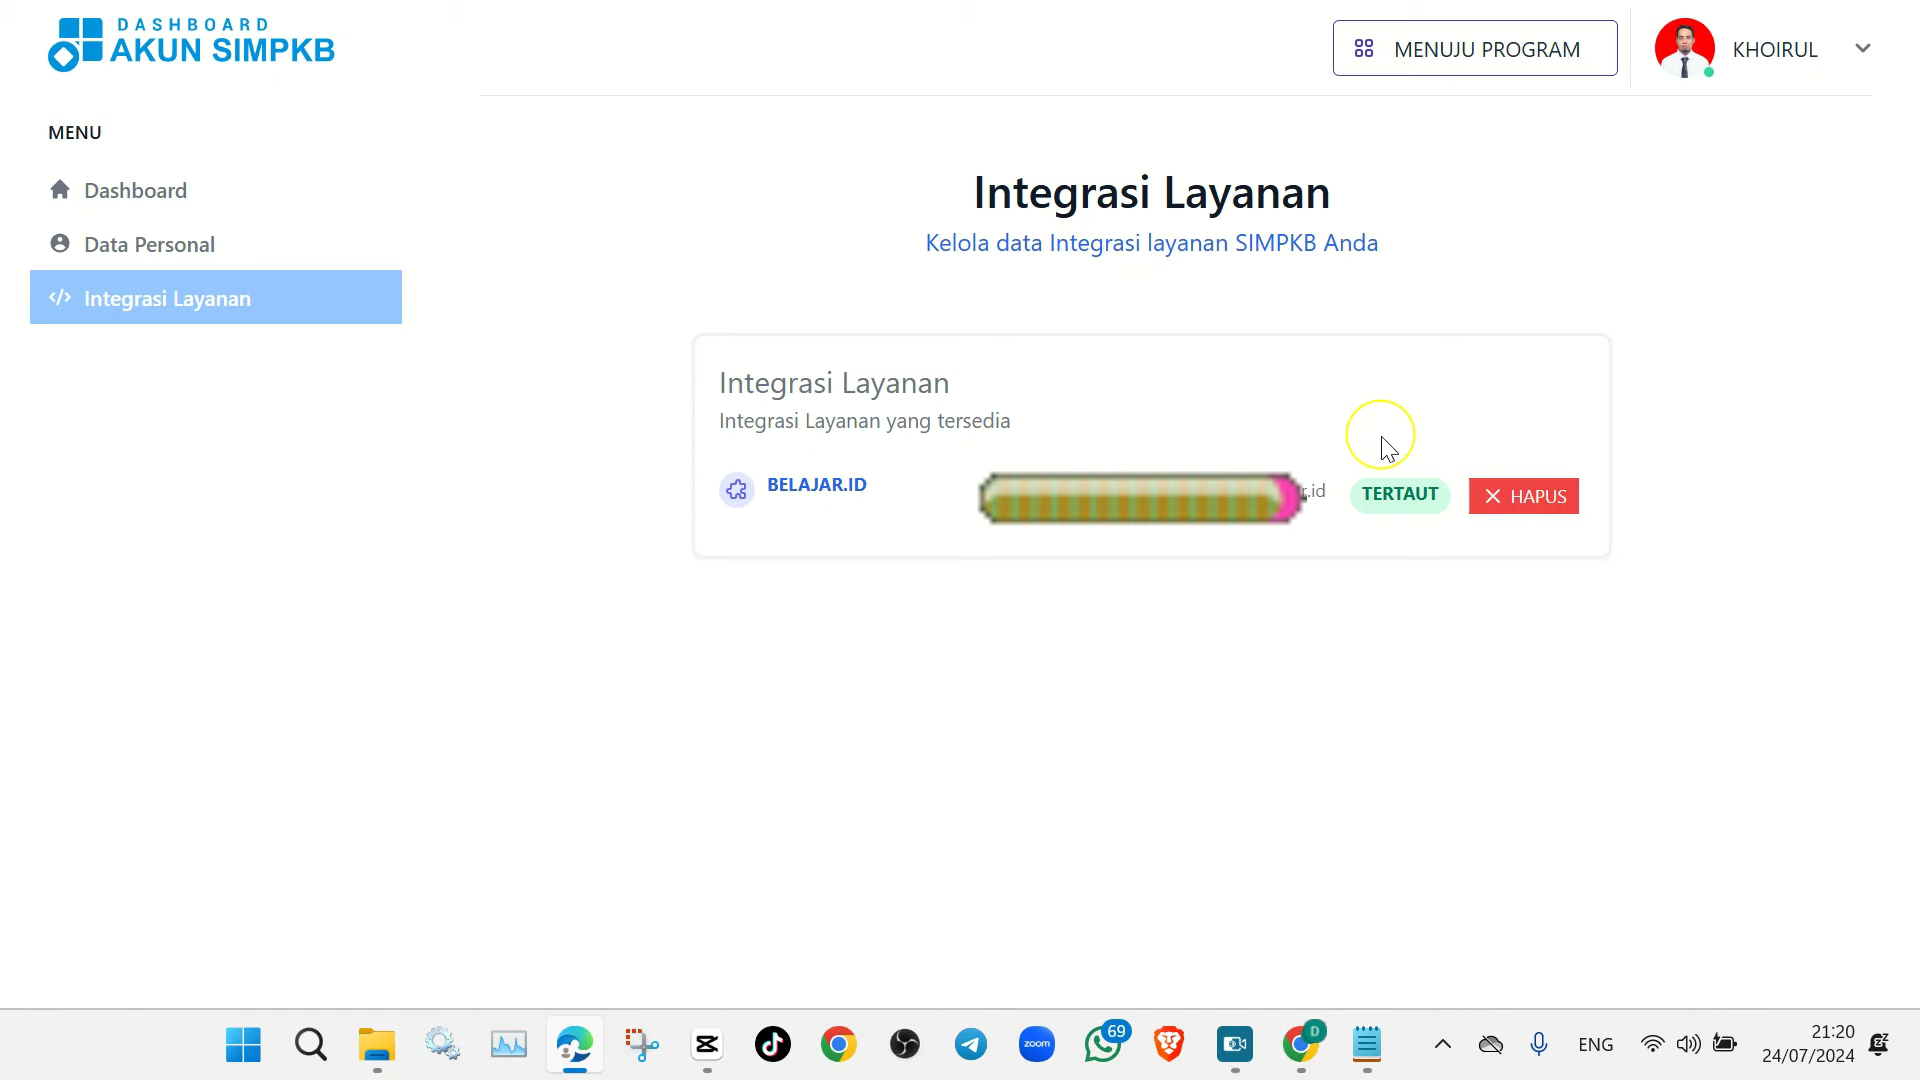 DASHBOARD
AKUN SIMPKB
MENUJU PROGRAM
KHOIRUL
MENU
Dashboard
Data Personal
Integrasi Layanan
Integrasi Layanan
Kelola data Integrasi layanan SIMPKB Anda
Integrasi Layanan
Integrasi Layanan yang tersedia
BELAJAR.ID
r.id
TERTAUT
HAPUS
zoom
69
D
ENG
21:20
24/07/2024